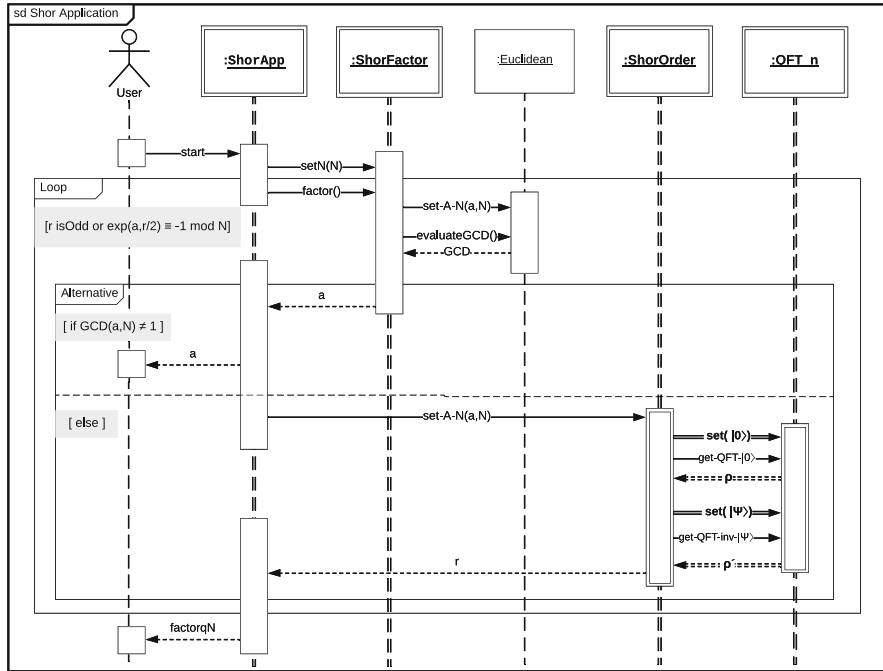 sd Shor Application
User
:ShorApp
:ShorFactor
:Euclidean
:ShorOrder
:QFT_n
start
setN(N)
Loop
factor()
[r isOdd or exp(a,r/2) ≡ -1 mod N]
set-A-N(a,N)
evaluateGCD()
GCD
Alternative
a
[ if GCD(a,N) ≠ 1 ]
a
[ else ]
set-A-N(a,N)
set( |0⟩)
get-QFT-|0⟩
ρ
set( |Ψ⟩)
get-QFT-inv-|Ψ⟩
ρ´
r
factorqN